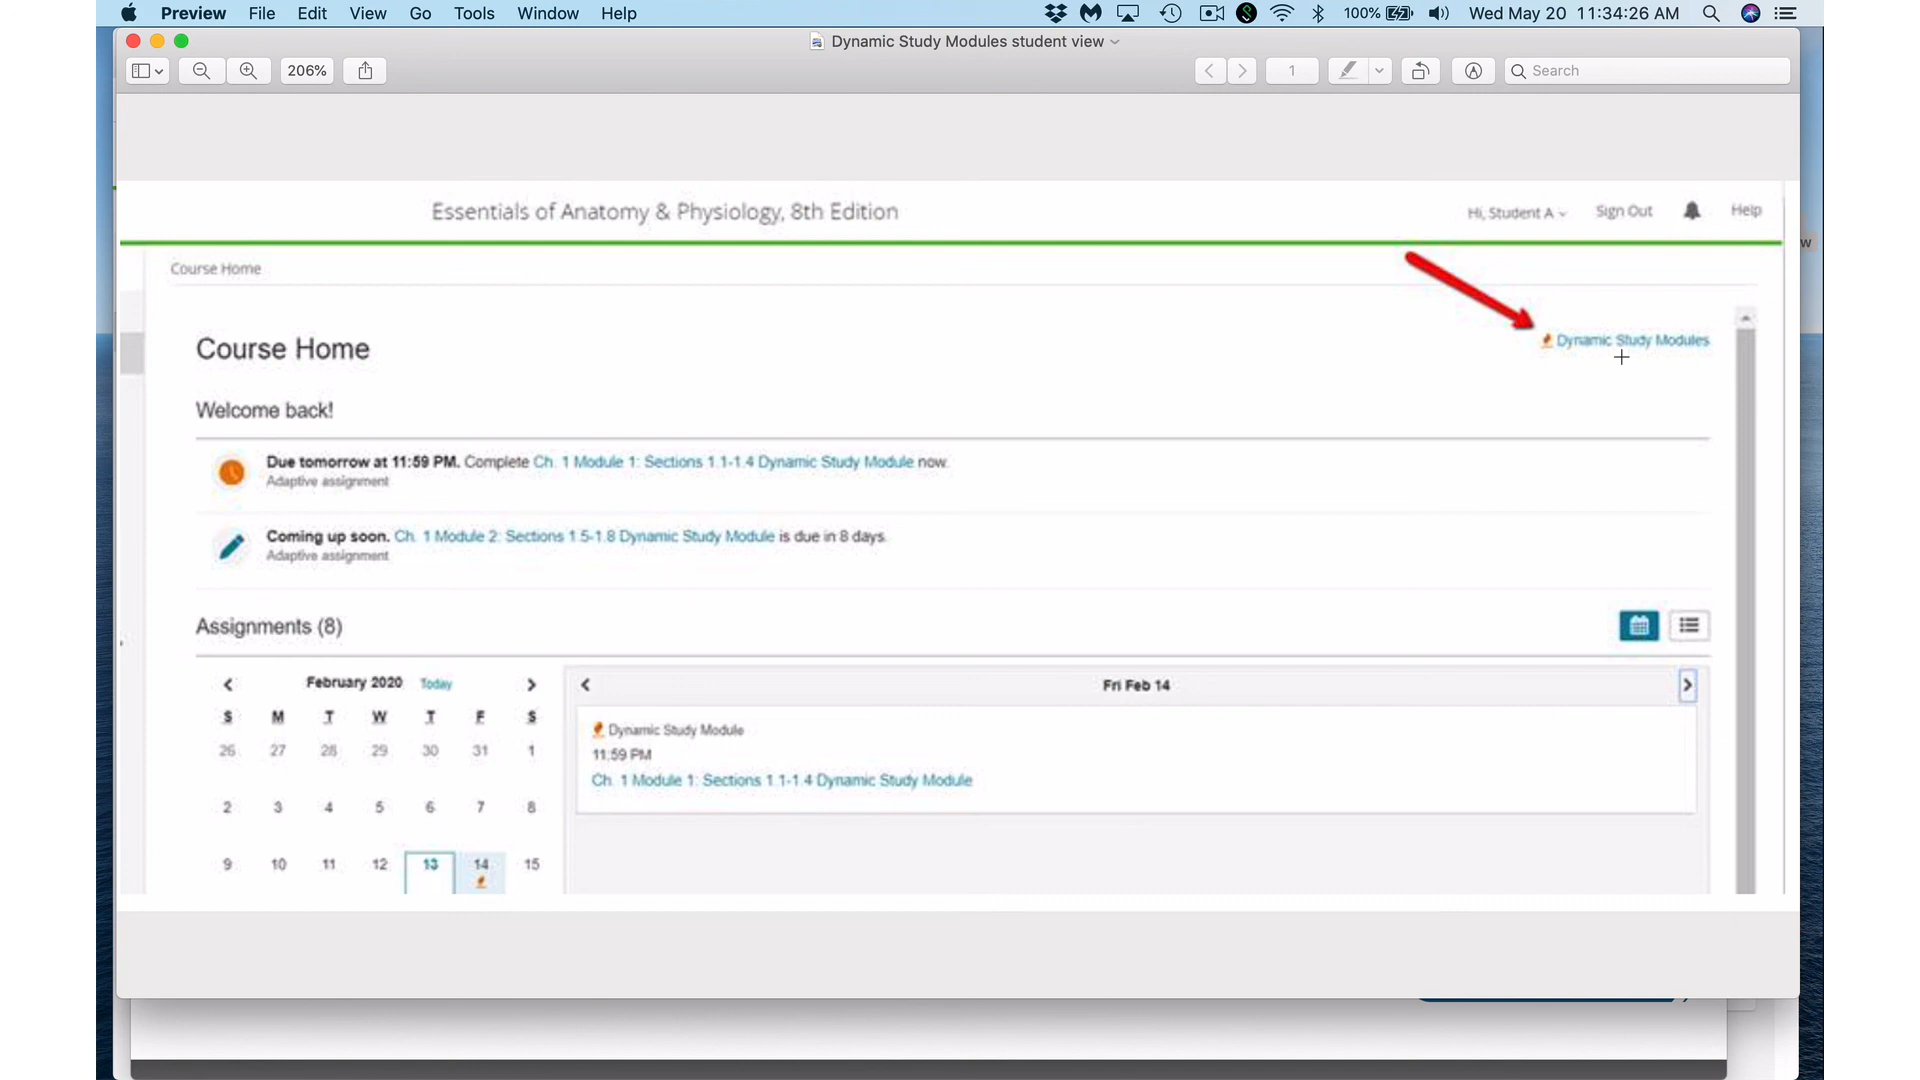 Preview File Edit View Go Tools Window Help 100% Wed May 20 11:34:26 AM
Dynamic Study Modules student view
206% 1 Search
Essentials of Anatomy & Physiology, 8th Edition
Hi, Student A Sign Out Help
w
Course Home
Course Home
Dynamic Study Modules
Welcome back!
Due tomorrow at 11:59 PM. Complete Ch. 1 Module 1: Sections 1.1-1.4 Dynamic Study Module now.
Adaptive assignment
Coming up soon. Ch. 1 Module 2: Sections 1.5-1.8 Dynamic Study Module is due in 8 days.
Adaptive assignment
Assignments (8)
February 2020 Today
S M T W T F S
26 27 28 29 30 31 1
2 3 4 5 6 7 8
9 10 11 12 13 14 15
Fri Feb 14
Dynamic Study Module
11:59 PM
Ch. 1 Module 1: Sections 1.1-1.4 Dynamic Study Module